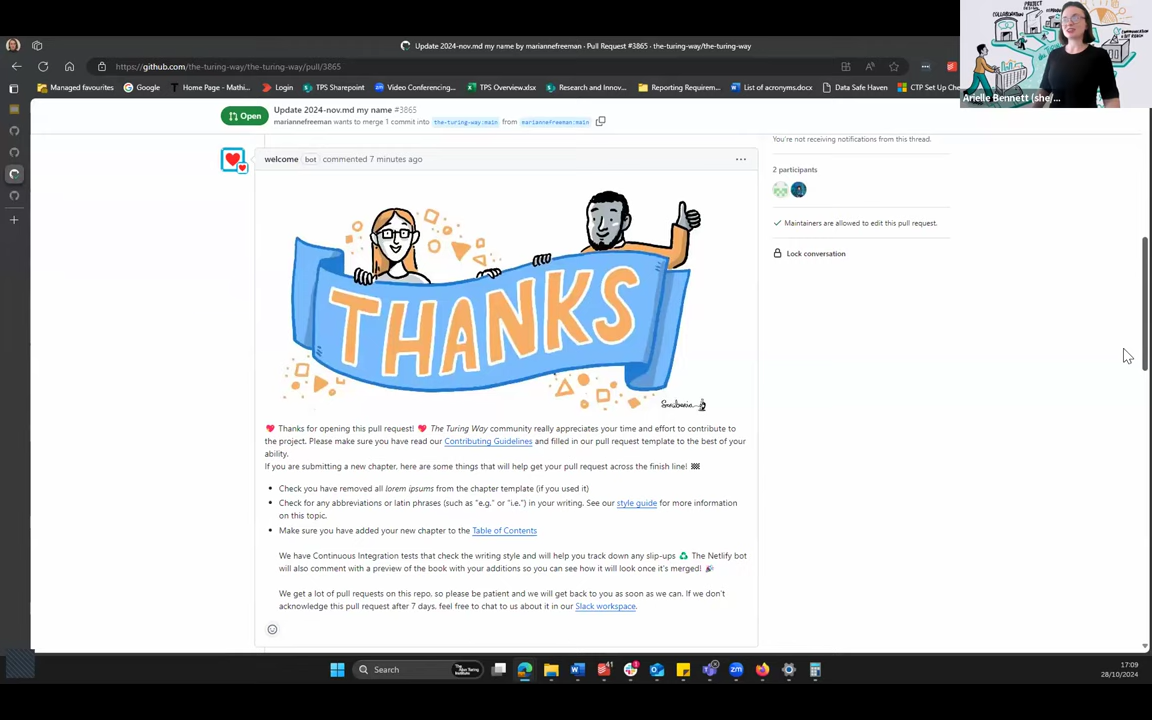 Update 2024-nov.md my name by mariannefreeman · Pull Request #3865 · the-turing-way/the-turing-way
https://github.com/the-turing-way/the-turing-way/pull/3865
Managed favourites
TPS Sharepoint
Google
Login
Home Page - Mathi...
Video Conferencing...
TPS Overview.xlsx
Research and Innov...
Reporting Requirem...
List of acronyms.docx
Data Safe Haven
CTP Set Up Che
COLLABORATION
PROJECT
DESIGN
Arielle Bennett (she/...
Open
Update 2024-nov.md my name #3865
mariannefreeman wants to merge 1 commit into the-turing-way:main from mariannefreeman:main
You're not receiving notifications from this thread.
welcome bot commented 7 minutes ago
2 participants
Maintainers are allowed to edit this pull request.
Lock conversation
THANKS
Scriberia
Thanks for opening this pull request! The Turing Way community really appreciates your time and effort to contribute to
the project. Please make sure you have read our Contributing Guidelines and filled in our pull request template to the best of your
ability.
If you are submitting a new chapter, here are some things that will help get your pull request across the finish line!
Check you have removed all lorem ipsums from the chapter template (if you used it)
Check for any abbreviations or latin phrases (such as "e.g." or "i.e.") in your writing. See our style guide for more information
on this topic.
Make sure you have added your new chapter to the Table of Contents
We have Continuous Integration tests that check the writing style and will help you track down any slip-ups The Netlify bot
will also comment with a preview of the book with your additions so you can see how it will look once it's merged!
We get a lot of pull requests on this repo, so please be patient and we will get back to you as soon as we can. If we don't
acknowledge this pull request after 7 days, feel free to chat to us about it in our Slack workspace.
Search
The Alan Turing Institute
41
17:09
28/10/2024